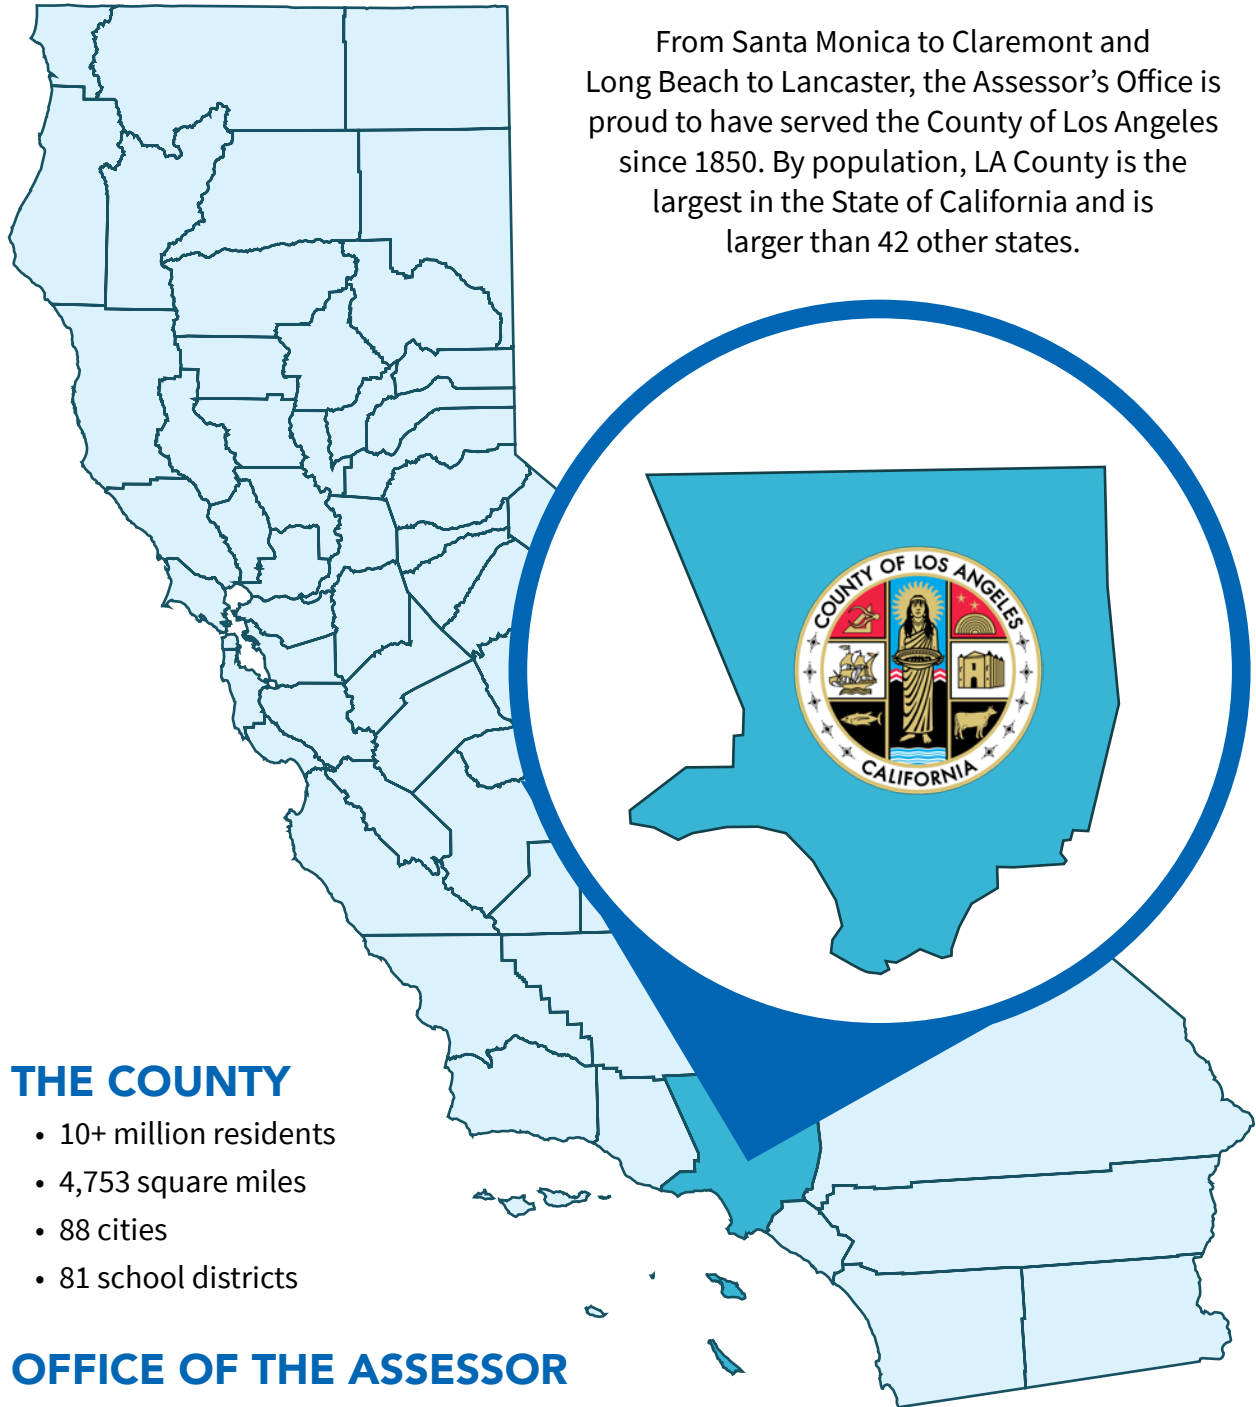 From Santa Monica to Claremont and
Long Beach to Lancaster, the Assessor’s Office is
proud to have served the County of Los Angeles
since 1850. By population, LA County is the
largest in the State of California and is
larger than 42 other states.
COUNTY OF LOS ANGELES
CALIFORNIA
THE COUNTY
• 10+ million residents
• 4,753 square miles
• 88 cities
• 81 school districts
OFFICE OF THE ASSESSOR